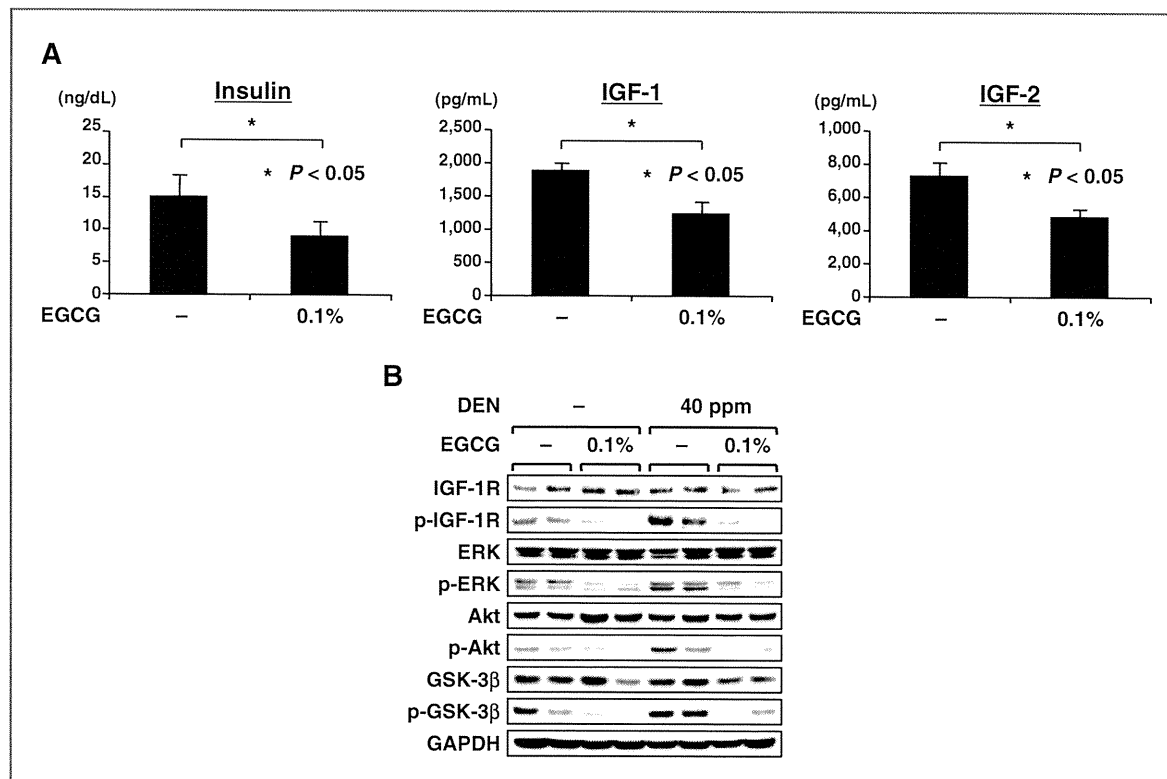 A
Insulin
(ng/dL)
25
20
15
10
5
0
*
* P < 0.05
EGCG – 0.1%
IGF-1
(pg/mL)
2,500
2,000
1,500
1,000
500
0
*
* P < 0.05
EGCG – 0.1%
IGF-2
(pg/mL)
1,000
8,00
6,00
4,00
2,00
0
*
* P < 0.05
EGCG – 0.1%
B
DEN – 40 ppm
EGCG – 0.1% – 0.1%
IGF-1R
p-IGF-1R
ERK
p-ERK
Akt
p-Akt
GSK-3β
p-GSK-3β
GAPDH